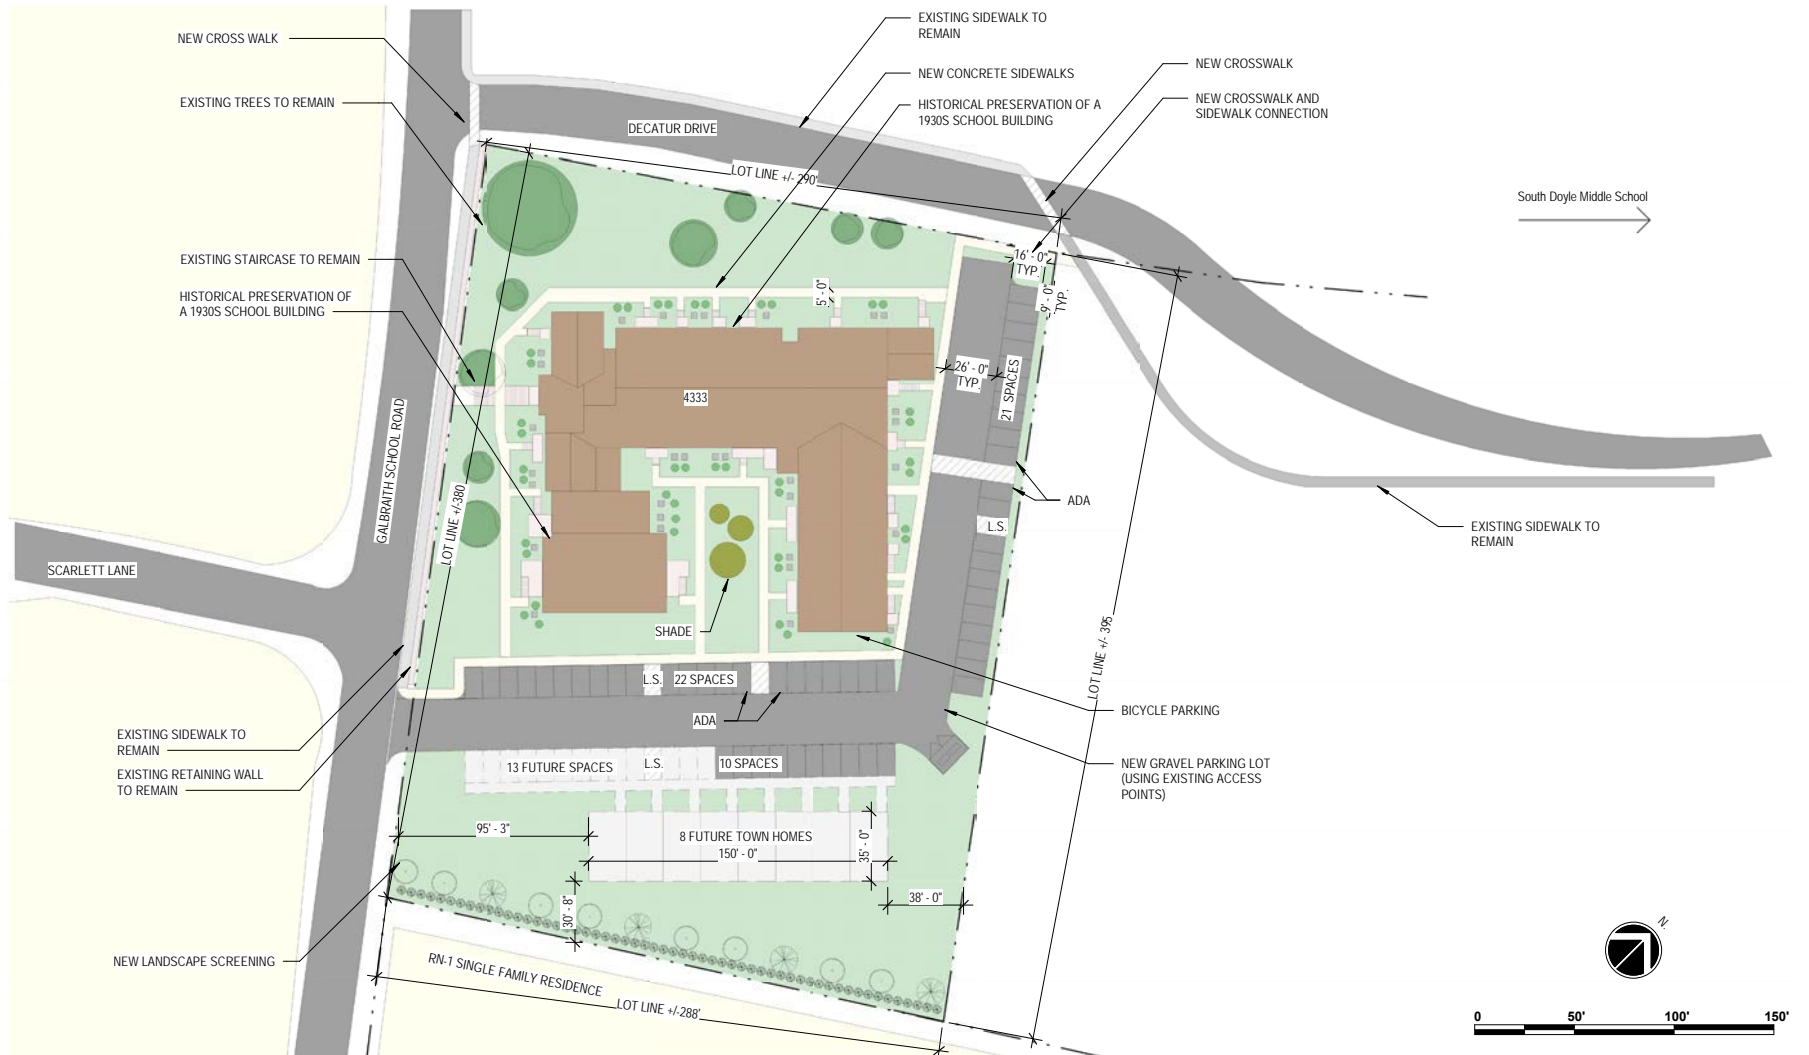 EXISTING SIDEWALK TO
REMAIN
NEW CROSS WALK
NEW CROSSWALK
NEW CONCRETE SIDEWALKS
EXISTING TREES TO REMAIN
NEW CROSSWALK AND
SIDEWALK CONNECTION
HISTORICAL PRESERVATION OF A
1930S SCHOOL BUILDING
DECATUR DRIVE
LOT LINE +/- 290'
South Doyle Middle School
EXISTING STAIRCASE TO REMAIN
16' - 0"
TYP.
9' - 0"
TYP.
5' - 0"
HISTORICAL PRESERVATION OF
A 1930S SCHOOL BUILDING
26' - 0"
TYP.
21 SPACES
4333
GALBRAITH SCHOOL ROAD
LOT LINE +/-380
ADA
L.S.
EXISTING SIDEWALK TO
REMAIN
SCARLETT LANE
SHADE
LOT LINE +/- 395
L.S.
22 SPACES
ADA
BICYCLE PARKING
EXISTING SIDEWALK TO
REMAIN
EXISTING RETAINING WALL
TO REMAIN
13 FUTURE SPACES
L.S.
10 SPACES
NEW GRAVEL PARKING LOT
(USING EXISTING ACCESS
POINTS)
95' - 3"
8 FUTURE TOWN HOMES
150' - 0"
35' - 0"
38' - 0"
30' - 8"
NEW LANDSCAPE SCREENING
RN-1 SINGLE FAMILY RESIDENCE
LOT LINE +/-288'
N.
0 50' 100' 150'